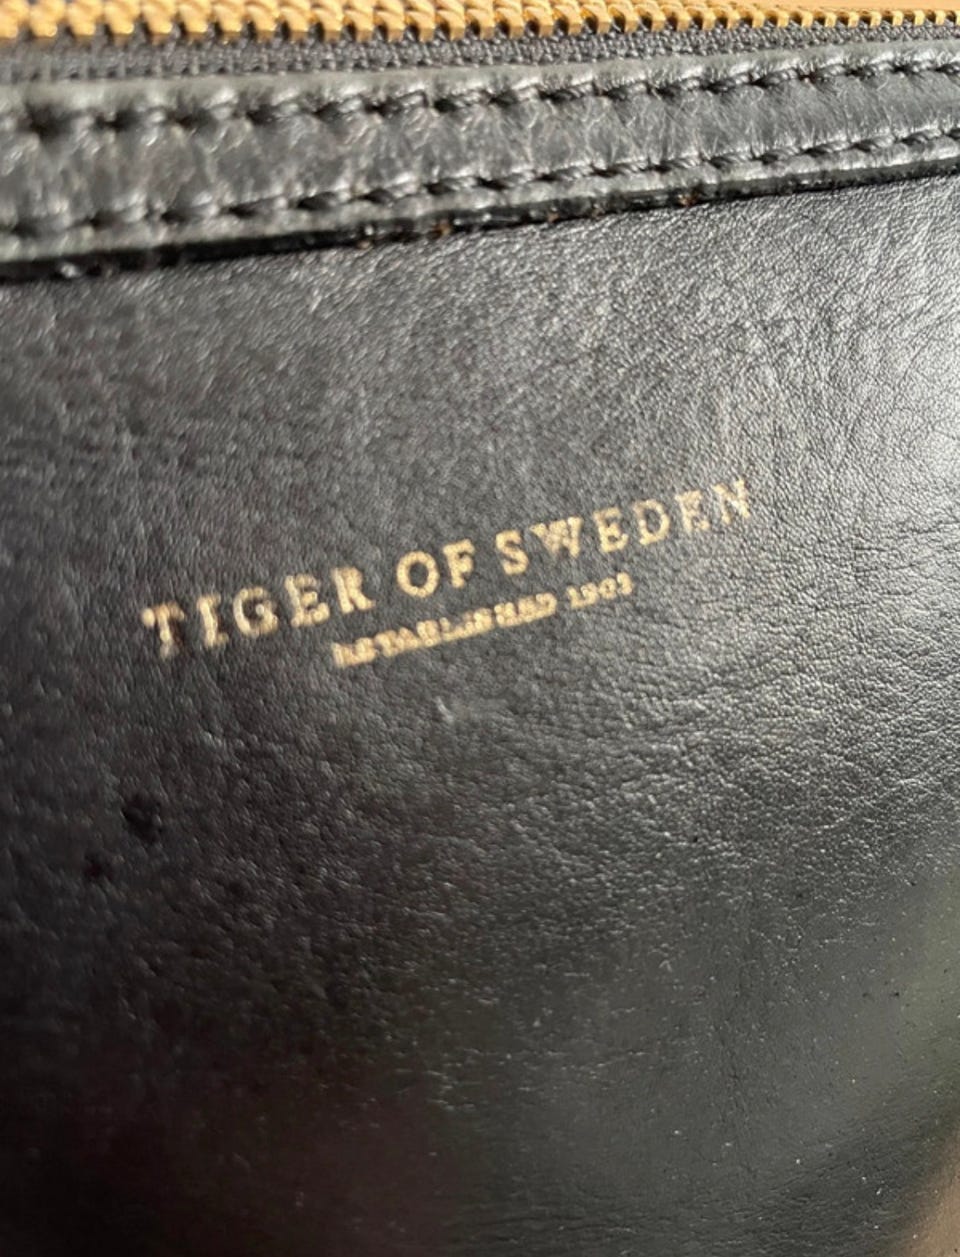 TIGER OF SWEDEN
ESTABLISHED 1903